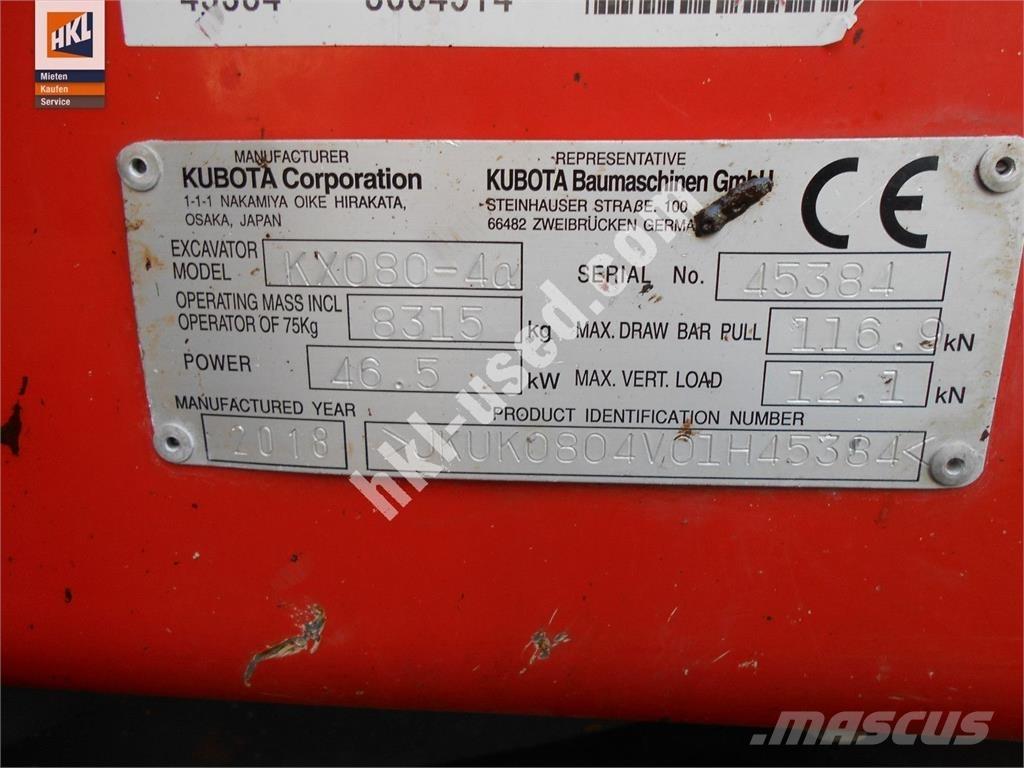 45384
HKL
Mieten
Kaufen
Service
MANUFACTURER
KUBOTA Corporation
1-1-1 NAKAMIYA OIKE HIRAKATA,
OSAKA, JAPAN
REPRESENTATIVE
KUBOTA Baumaschinen GmbH
STEINHAUSER STRAßE. 100
66482 ZWEIBRÜCKEN GERMA
CE
EXCAVATOR
MODEL KX080-4α
SERIAL No. 45384
OPERATING MASS INCL
OPERATOR OF 75Kg 8315 kg
MAX. DRAW BAR PULL 116.9 kN
POWER 46.5 kW
MAX. VERT. LOAD 12.1 kN
MANUFACTURED YEAR
2018
PRODUCT IDENTIFICATION NUMBER
>JKUK0804V01H45384<
hkl-used.com
MASCUS